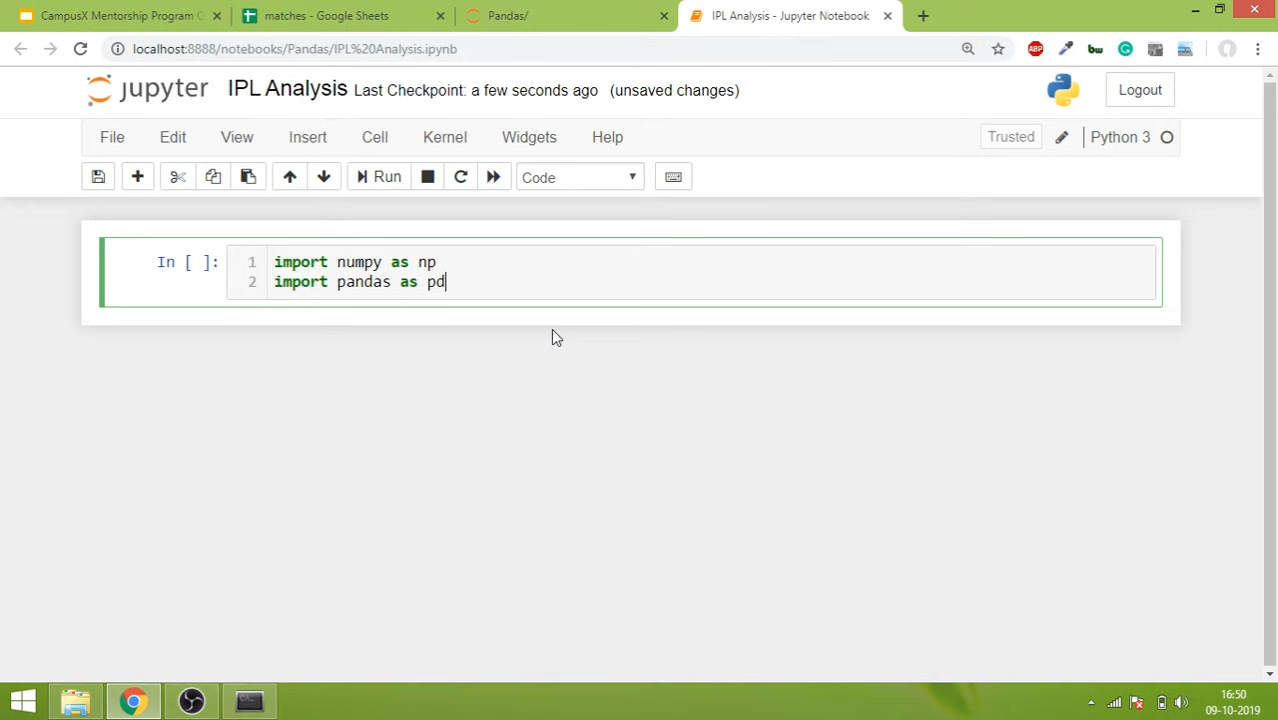 CampusX Mentorship Program C
matches - Google Sheets
Pandas/
IPL Analysis - Jupyter Notebook
localhost:8888/notebooks/Pandas/IPL%20Analysis.ipynb
ABP
bw
jupyter IPL Analysis Last Checkpoint: a few seconds ago (unsaved changes)
Logout
File Edit View Insert Cell Kernel Widgets Help
Trusted
Python 3
Run
Code
In [ ]:
1 import numpy as np
2 import pandas as pd
16:50
09-10-2019